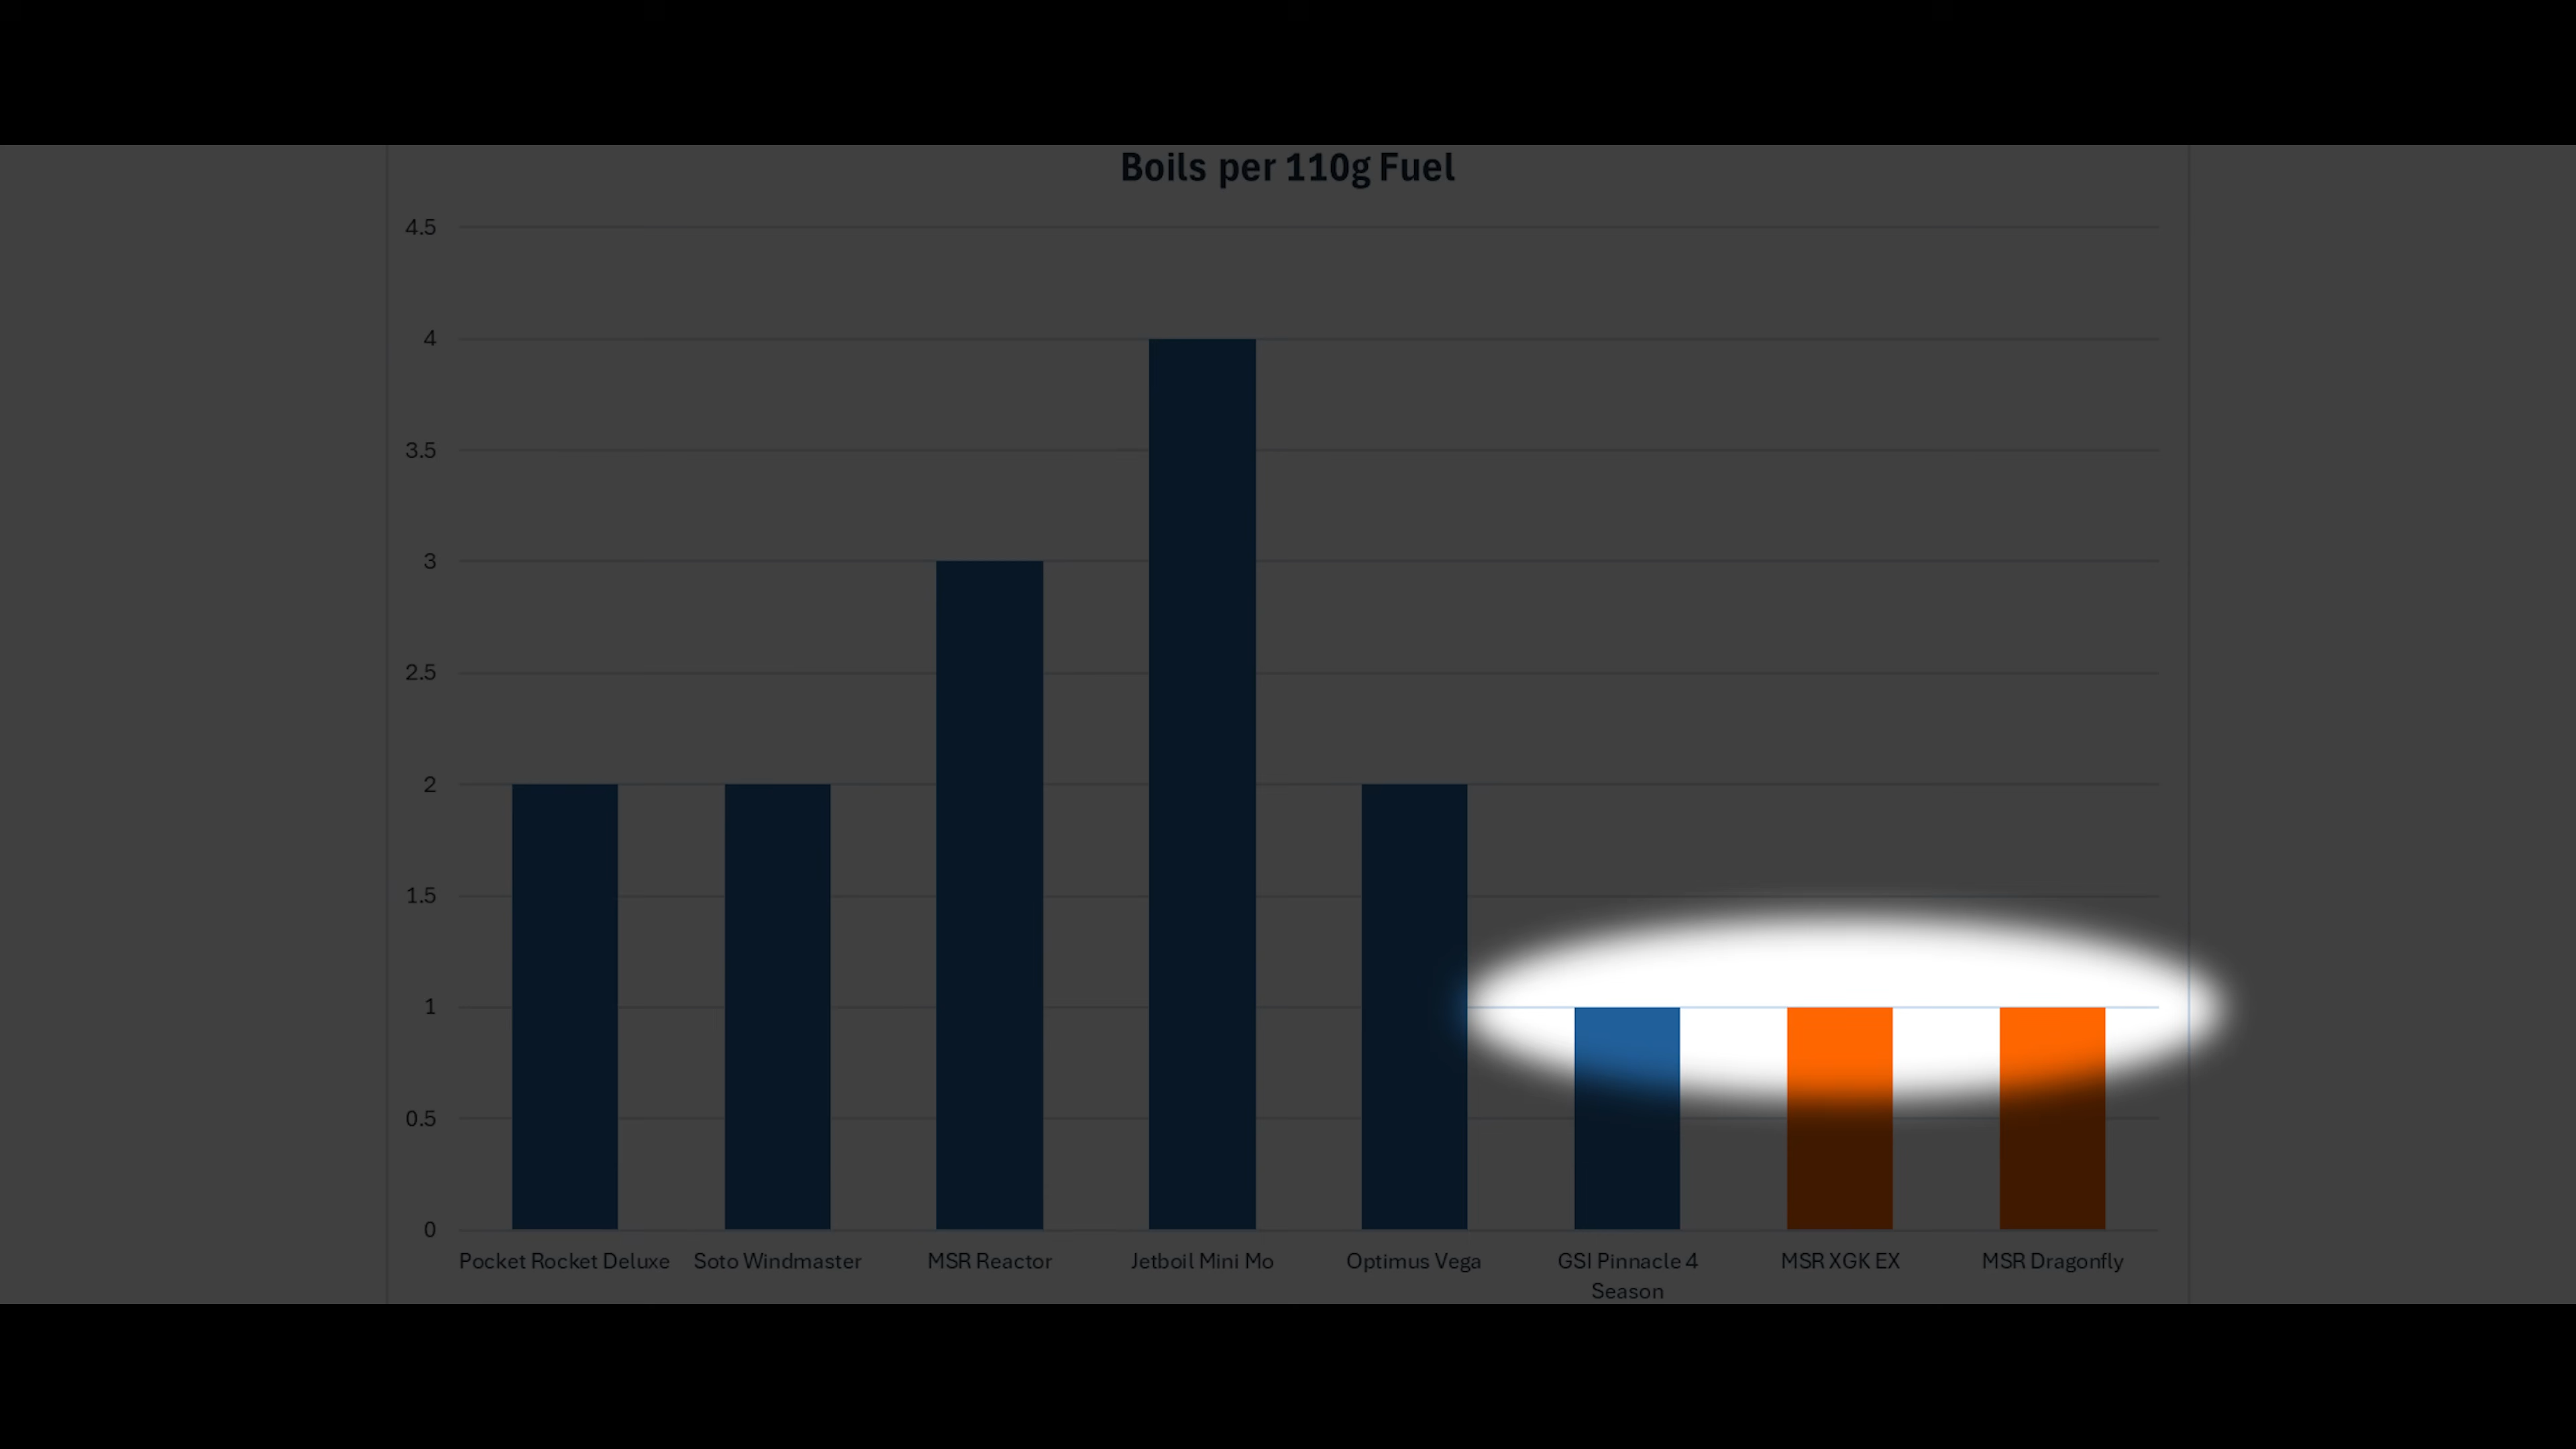 Boils per 110g Fuel
4.5
4
3.5
3
2.5
2
1.5
1
0.5
0
Pocket Rocket Deluxe
Soto Windmaster
MSR Reactor
Jetboil Mini Mo
Optimus Vega
GSI Pinnacle 4
Season
MSR XGK EX
MSR Dragonfly